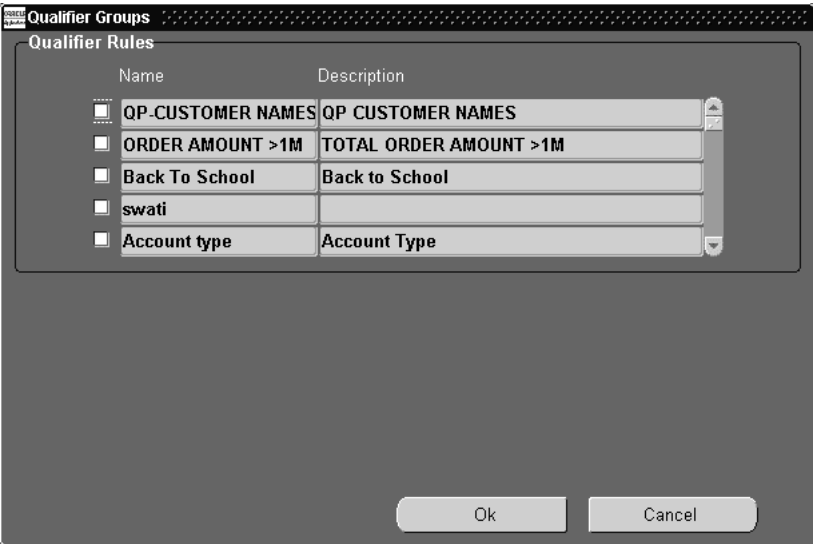 Qualifier Groups
Qualifier Rules
Name Description
QP-CUSTOMER NAMES QP CUSTOMER NAMES
ORDER AMOUNT >1M TOTAL ORDER AMOUNT >1M
Back To School Back to School
swati
Account type Account Type
Ok Cancel